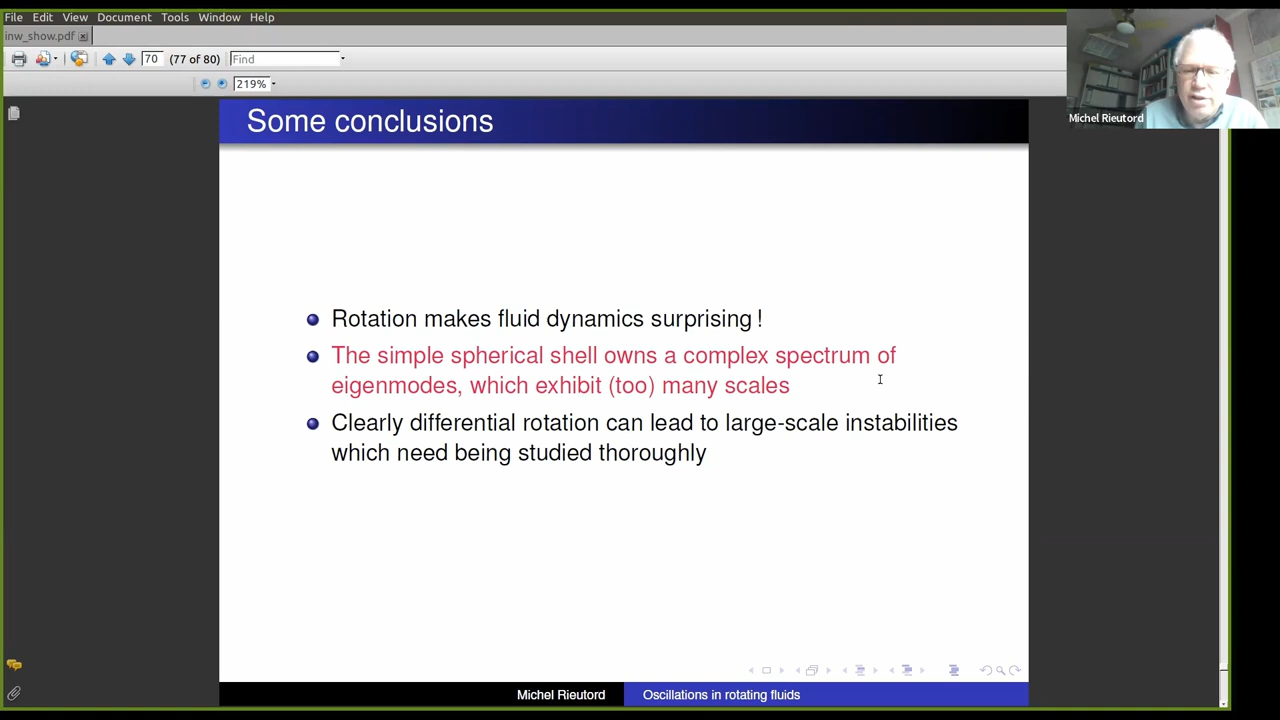 File Edit View Document Tools Window Help
inw_show.pdf
70 (77 of 80) Find
219%
Michel Rieutord
Some conclusions
Rotation makes fluid dynamics surprising !
The simple spherical shell owns a complex spectrum of
eigenmodes, which exhibit (too) many scales
Clearly differential rotation can lead to large-scale instabilities
which need being studied thoroughly
Michel Rieutord Oscillations in rotating fluids